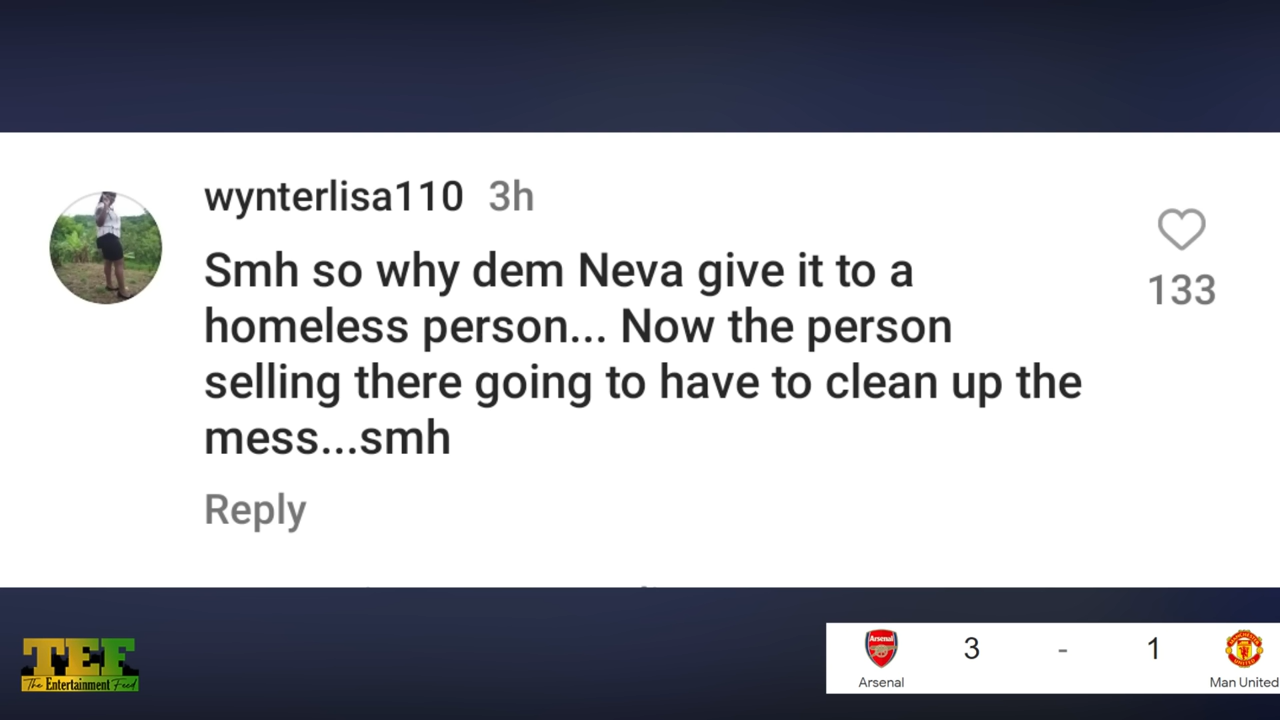 wynterlisa110 3h
Smh so why dem Neva give it to a
homeless person... Now the person
selling there going to have to clean up the
mess...smh
133
Reply
TEF
The Entertainment Feed
Arsenal
3 - 1
Arsenal
Man United